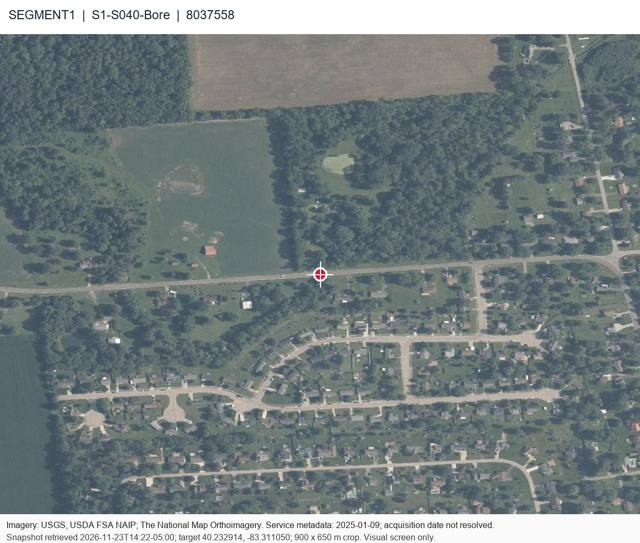 SEGMENT1 | S1-S040-Bore | 8037558
Imagery: USGS, USDA FSA NAIP; The National Map Orthoimagery. Service metadata: 2025-01-09; acquisition date not resolved.
Snapshot retrieved 2026-11-23T14:22-05:00; target 40.232914, -83.311050; 900 x 650 m crop. Visual screen only.